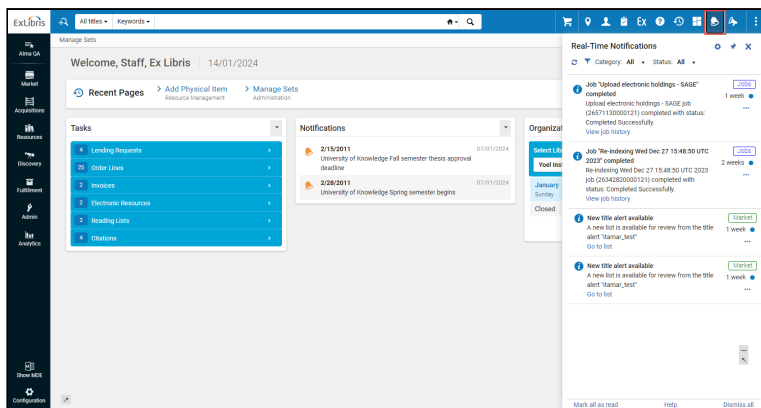 ExLibris
All titles
Keywords
Ex
Alma QA
Market
Acquisitions
Resources
Discovery
Fulfillment
Admin
Analytics
Show MDE
Configuration
Manage Sets
Welcome, Staff, Ex Libris 14/01/2024
Recent Pages
Add Physical Item
Resource Management
Manage Sets
Administration
Tasks
4 Lending Requests
25 Order Lines
2 Invoices
2 Electronic Resources
2 Reading Lists
4 Citations
Notifications
2/15/2011 07/01/2024
University of Knowledge Fall semester thesis approval
deadline
2/28/2011 07/01/2024
University of Knowledge Spring semester begins
Organizat
Select Lib
Yoel Inst
January
Sunday
Closed
Real-Time Notifications
Category: All Status: All
Job "Upload electronic holdings - SAGE" Jobs
completed 1 week
Upload electronic holdings - SAGE job
(26571130000121) completed with status:
Completed Successfully.
View job history
Job "Re-indexing Wed Dec 27 15:48:50 UTC Jobs
2023" completed 2 weeks
Re-indexing Wed Dec 27 15:48:50 UTC 2023
job (26342820000121) completed with
status: Completed Successfully.
View job history
New title alert available Market
A new list is available for review from the title 1 week
alert "itamar_test"
Go to list
New title alert available Market
A new list is available for review from the title 1 week
alert "itamar_test"
Go to list
Mark all as read Help Dismiss all